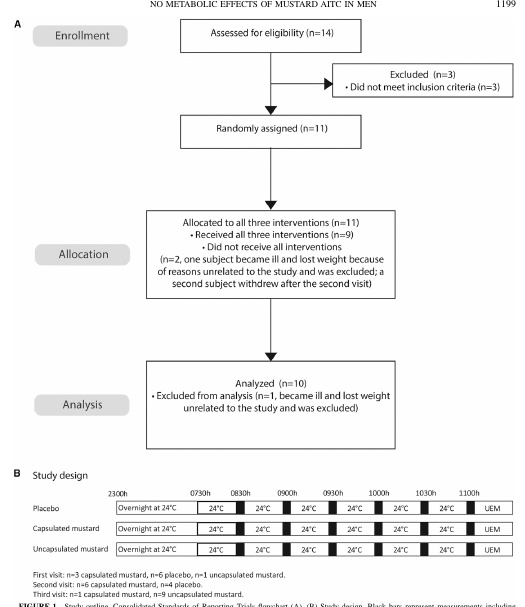 NO METABOLIC EFFECTS OF MUSTARD AITC IN MEN 1199
A
Enrollment
Assessed for eligibility (n=14)
Excluded (n=3)
• Did not meet inclusion criteria (n=3)
Randomly assigned (n=11)
Allocation
Allocated to all three interventions (n=11)
• Received all three interventions (n=9)
• Did not receive all interventions
(n=2, one subject became ill and lost weight because
of reasons unrelated to the study and was excluded; a
second subject withdrew after the second visit)
Analysis
Analyzed (n=10)
• Excluded from analysis (n=1, became ill and lost weight
unrelated to the study and was excluded)
B Study design
2300h 0730h 0830h 0900h 0930h 1000h 1030h 1100h
Placebo Overnight at 24°C 24°C 24°C 24°C 24°C 24°C 24°C UEM
Capsulated mustard Overnight at 24°C 24°C 24°C 24°C 24°C 24°C 24°C UEM
Uncapsulated mustard Overnight at 24°C 24°C 24°C 24°C 24°C 24°C 24°C UEM
First visit: n=3 capsulated mustard, n=6 placebo, n=1 uncapsulated mustard.
Second visit: n=6 capsulated mustard, n=4 placebo.
Third visit: n=1 capsulated mustard, n=9 uncapsulated mustard.
FIGURE 1 Study outline. Consolidated Standards of Reporting Trials flowchart (A). (B) Study design. Black bars represent measurements including